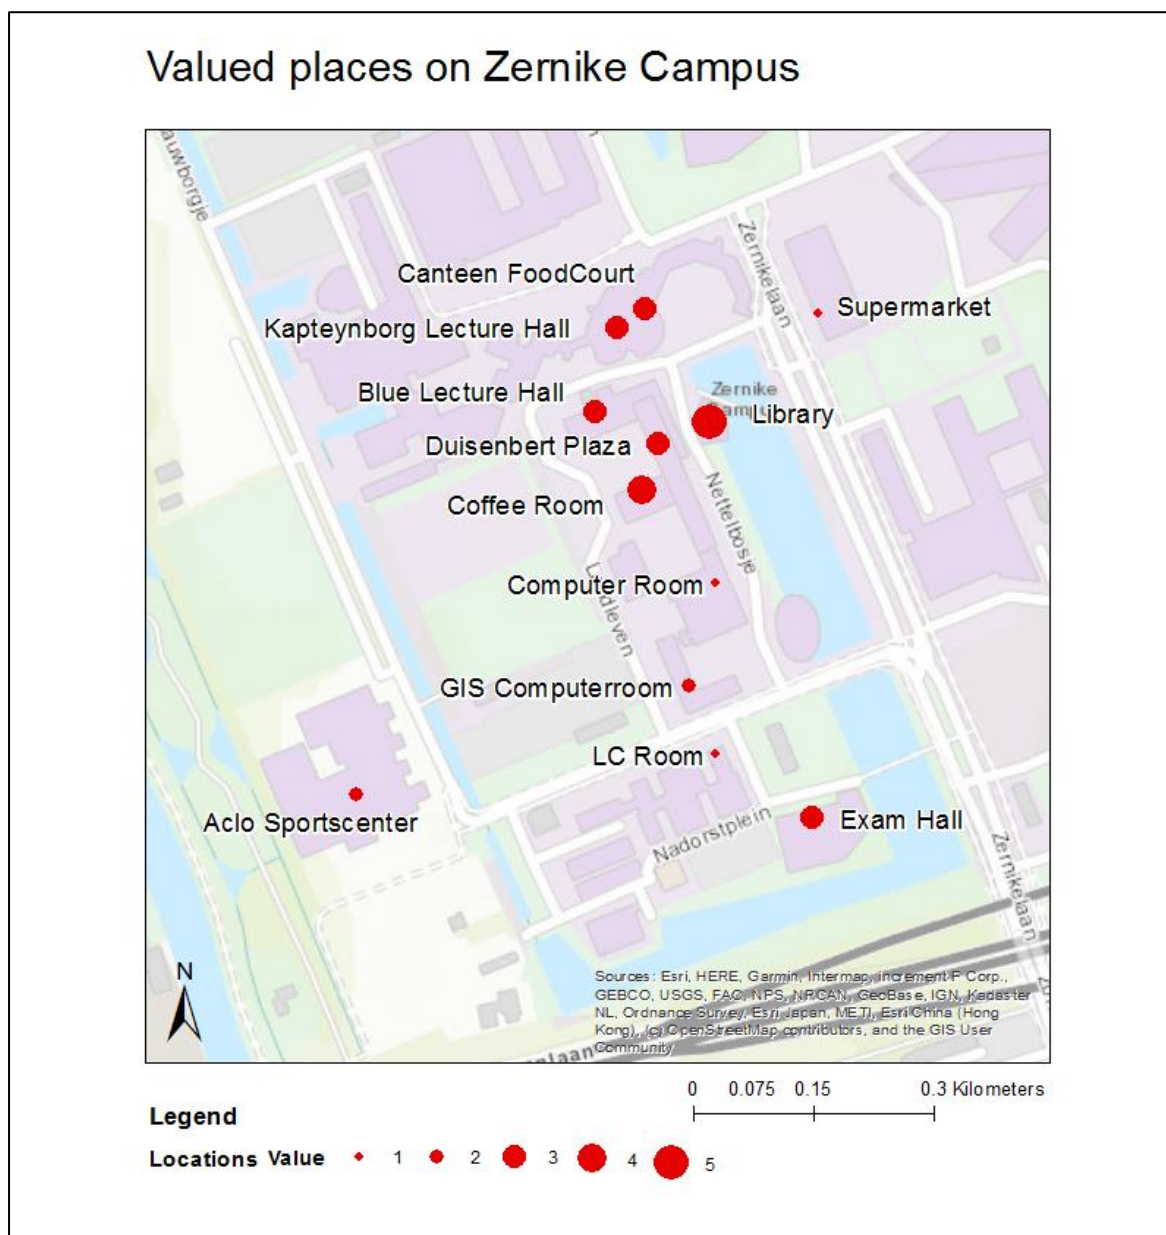 Valued places on Zernike Campus
auwborgje
Zernikelaan
Canteen FoodCourt
Supermarket
Kapteynborg Lecture Hall
Blue Lecture Hall
Zernike
Library
Duisenbert Plaza
Coffee Room
Nettelbosje
Computer Room
GIS Computerroom
LC Room
Aclo Sportscenter
Exam Hall
Nadorstplein
Zernikelaan
N
Sources: Esri, HERE, Garmin, Intermap, increment P Corp.,
GEBCO, USGS, FAO, NPS, NRCAN, GeoBase, IGN, Kadaster
NL, Ordnance Survey, Esri Japan, METI, Esri China (Hong
Kong), (c) OpenStreetMap contributors, and the GIS User
Community
laan
0 0.075 0.15 0.3 Kilometers
Legend
Locations Value 1 2 3 4 5